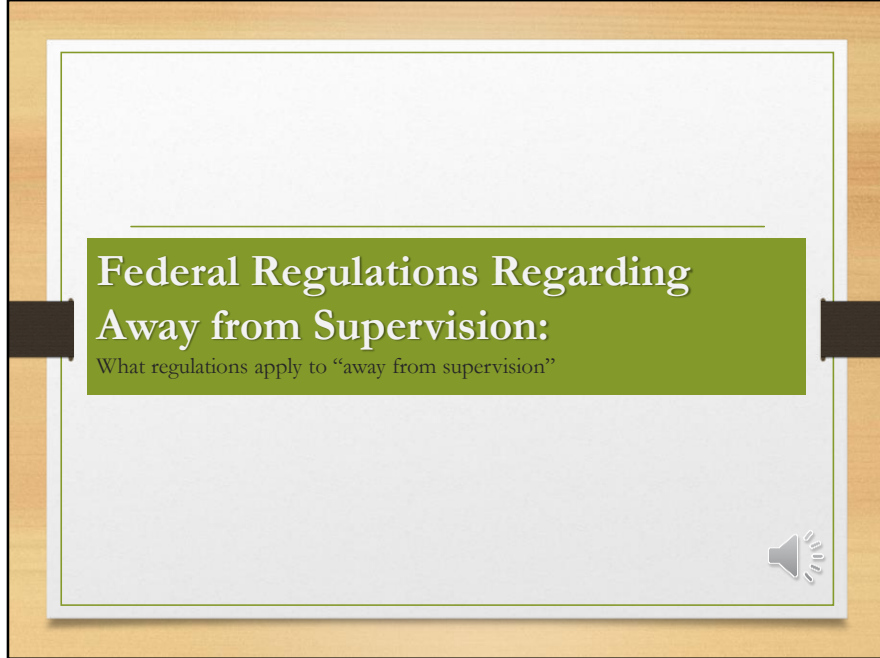 Federal Regulations Regarding
Away from Supervision:
What regulations apply to “away from supervision”